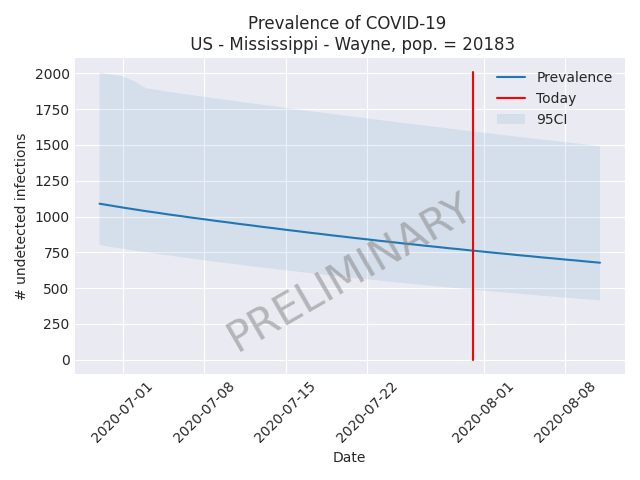 Prevalence of COVID-19
US - Mississippi - Wayne, pop. = 20183
2000
1750
1500
1250
1000
750
500
250
0
# undetected infections
Prevalence
Today
95CI
PRELIMINARY
2020-07-01
2020-07-08
2020-07-15
2020-07-22
2020-08-01
2020-08-08
Date